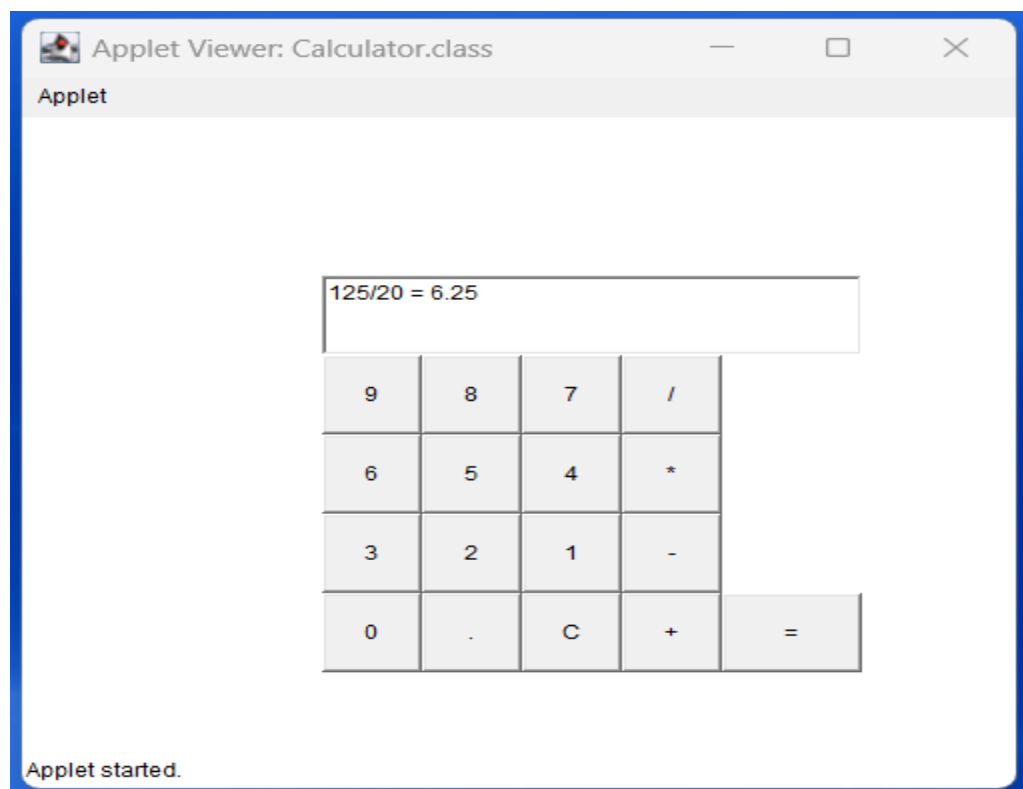 Applet Viewer: Calculator.class
Applet
125/20 = 6.25
9 8 7 /
6 5 4 *
3 2 1 -
0 . C + =
Applet started.